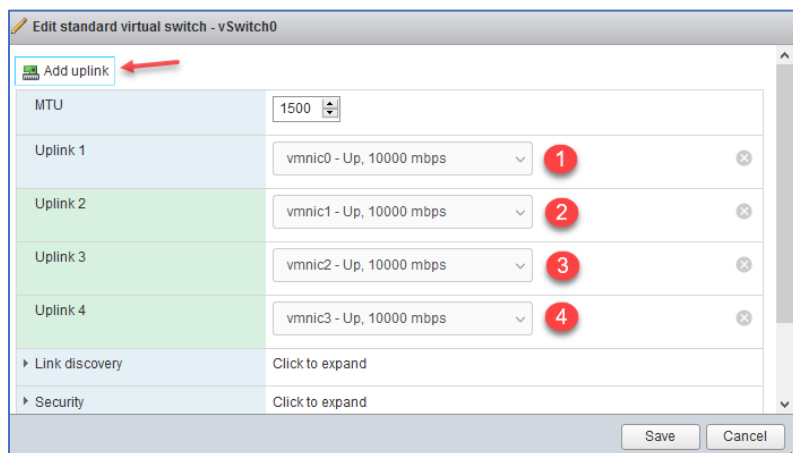 Edit standard virtual switch - vSwitch0
Add uplink
MTU 1500
Uplink 1 vmnic0 - Up, 10000 mbps 1
Uplink 2 vmnic1 - Up, 10000 mbps 2
Uplink 3 vmnic2 - Up, 10000 mbps 3
Uplink 4 vmnic3 - Up, 10000 mbps 4
Link discovery Click to expand
Security Click to expand
Save Cancel